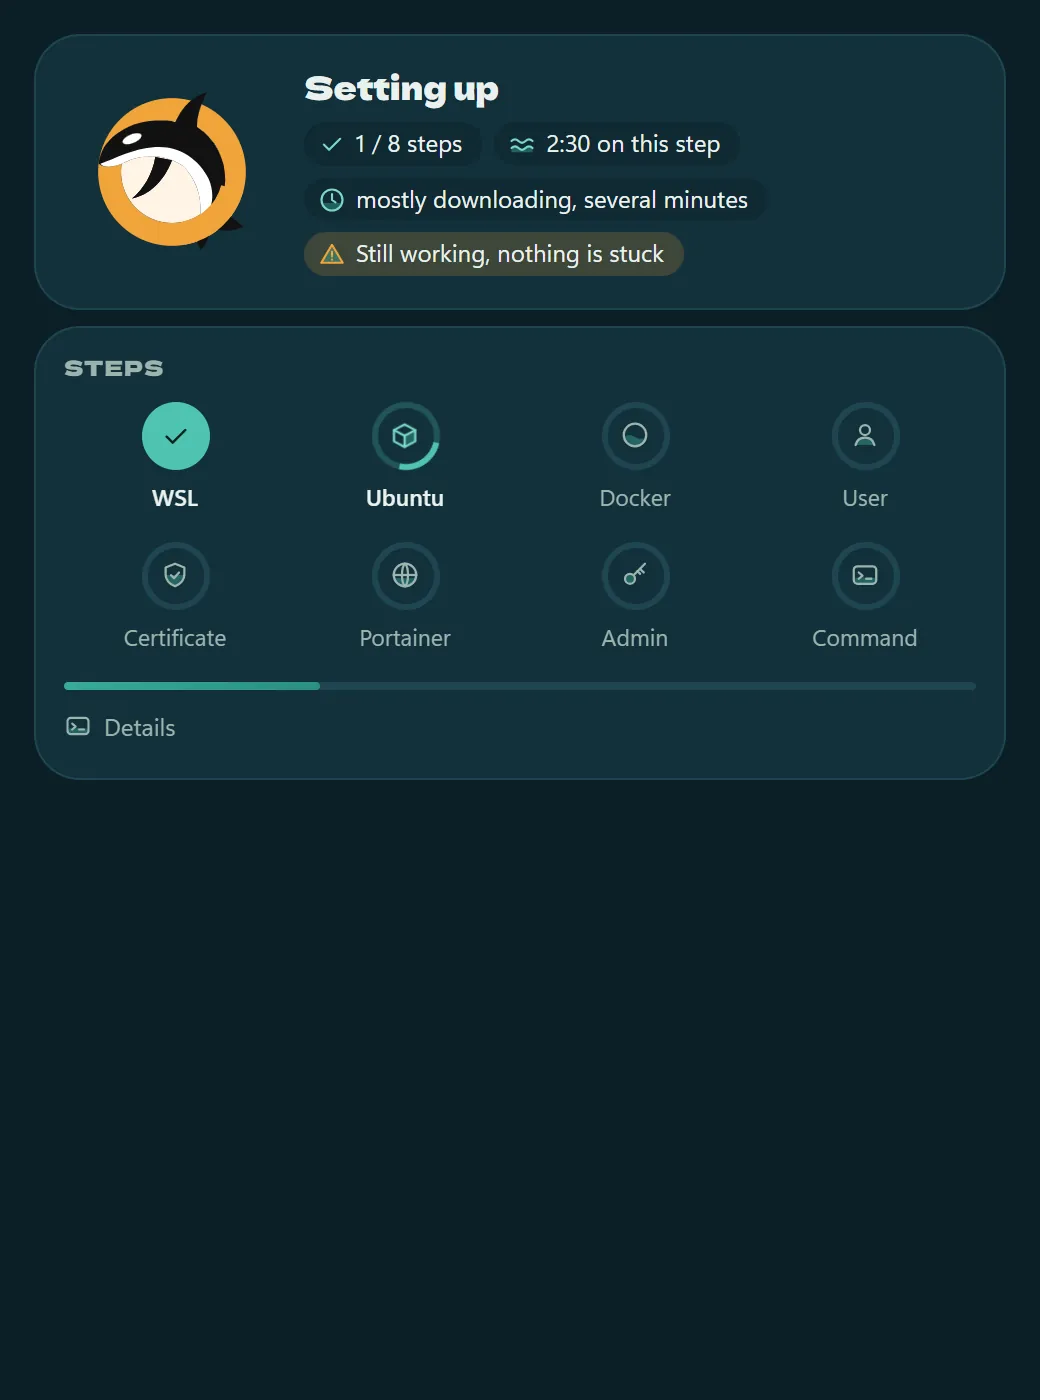 Setting up
1 / 8 steps
2:30 on this step
mostly downloading, several minutes
Still working, nothing is stuck
STEPS
WSL
Ubuntu
Docker
User
Certificate
Portainer
Admin
Command
Details